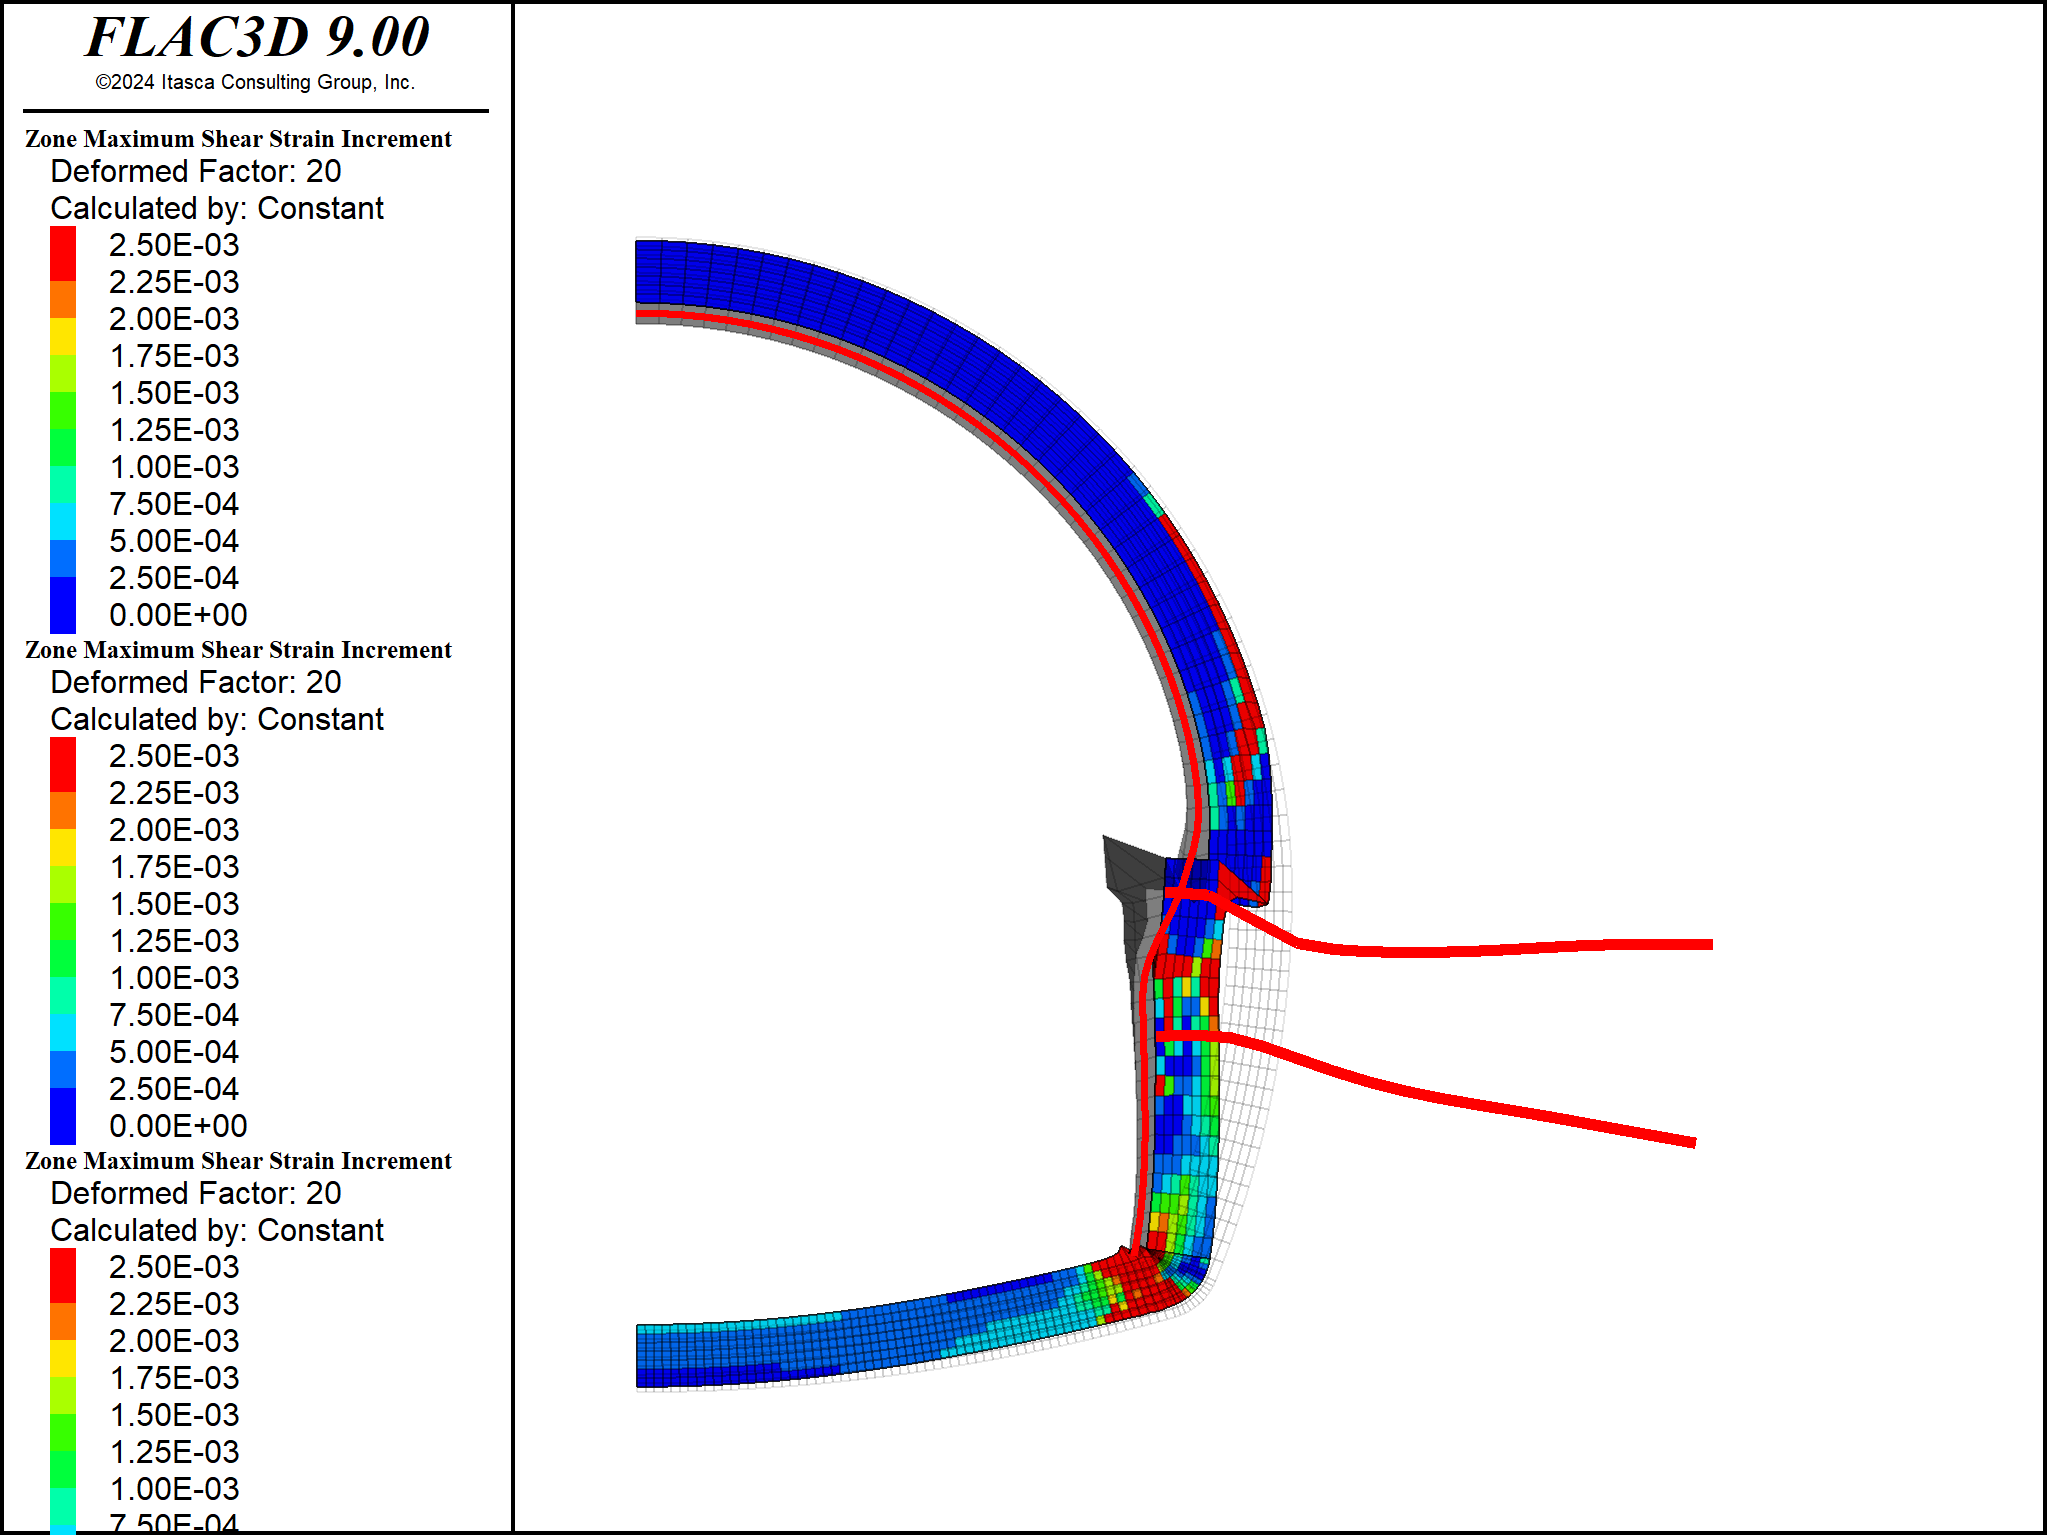 FLAC3D 9.00
©2024 Itasca Consulting Group, Inc.
Zone Maximum Shear Strain Increment
Deformed Factor: 20
Calculated by: Constant
2.50E-03
2.25E-03
2.00E-03
1.75E-03
1.50E-03
1.25E-03
1.00E-03
7.50E-04
5.00E-04
2.50E-04
0.00E+00
Zone Maximum Shear Strain Increment
Deformed Factor: 20
Calculated by: Constant
2.50E-03
2.25E-03
2.00E-03
1.75E-03
1.50E-03
1.25E-03
1.00E-03
7.50E-04
5.00E-04
2.50E-04
0.00E+00
Zone Maximum Shear Strain Increment
Deformed Factor: 20
Calculated by: Constant
2.50E-03
2.25E-03
2.00E-03
1.75E-03
1.50E-03
1.25E-03
1.00E-03
7.50E-04